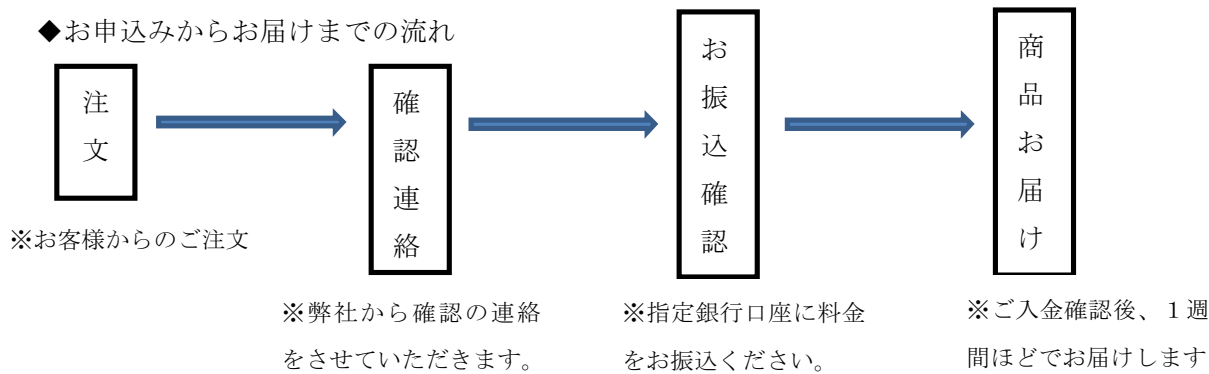 ◆お申込みからお届けまでの流れ
注文
※お客様からのご注文
確認連絡
※弊社から確認の連絡
をさせていただきます。
お振込確認
※指定銀行口座に料金
をお振込ください。
商品お届け
※ご入金確認後、１週
間ほどでお届けします